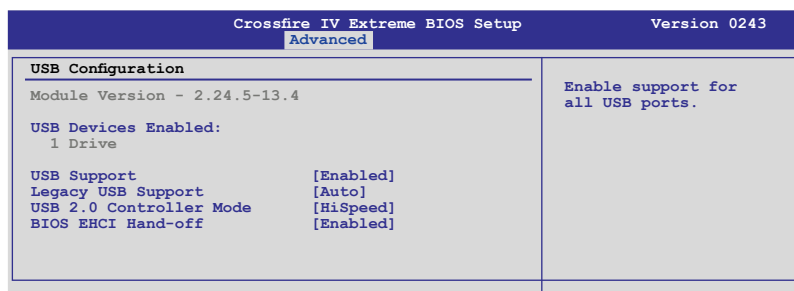 Crossfire IV Extreme BIOS Setup Version 0243
Advanced
USB Configuration
Module Version - 2.24.5-13.4
USB Devices Enabled:
1 Drive
USB Support [Enabled]
Legacy USB Support [Auto]
USB 2.0 Controller Mode [HiSpeed]
BIOS EHCI Hand-off [Enabled]
Enable support for
all USB ports.